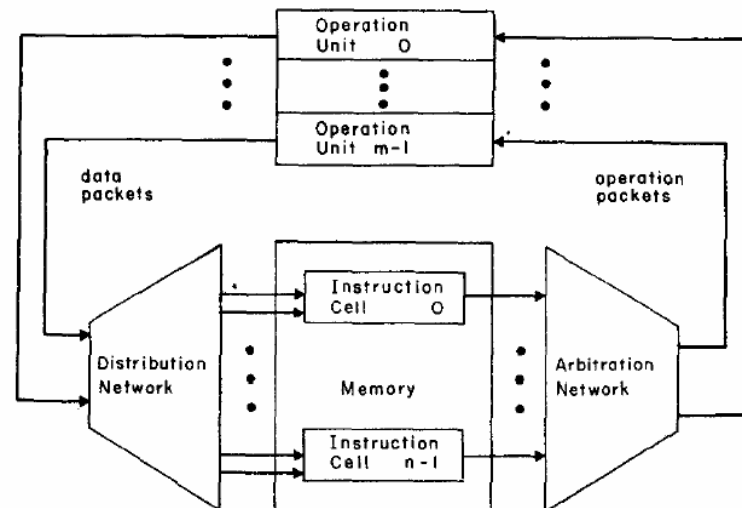 Operation
Unit 0
Operation
Unit m-1
data
packets
operation
packets
Instruction
Cell 0
Distribution
Network
Memory
Arbitration
Network
Instruction
Cell n-1